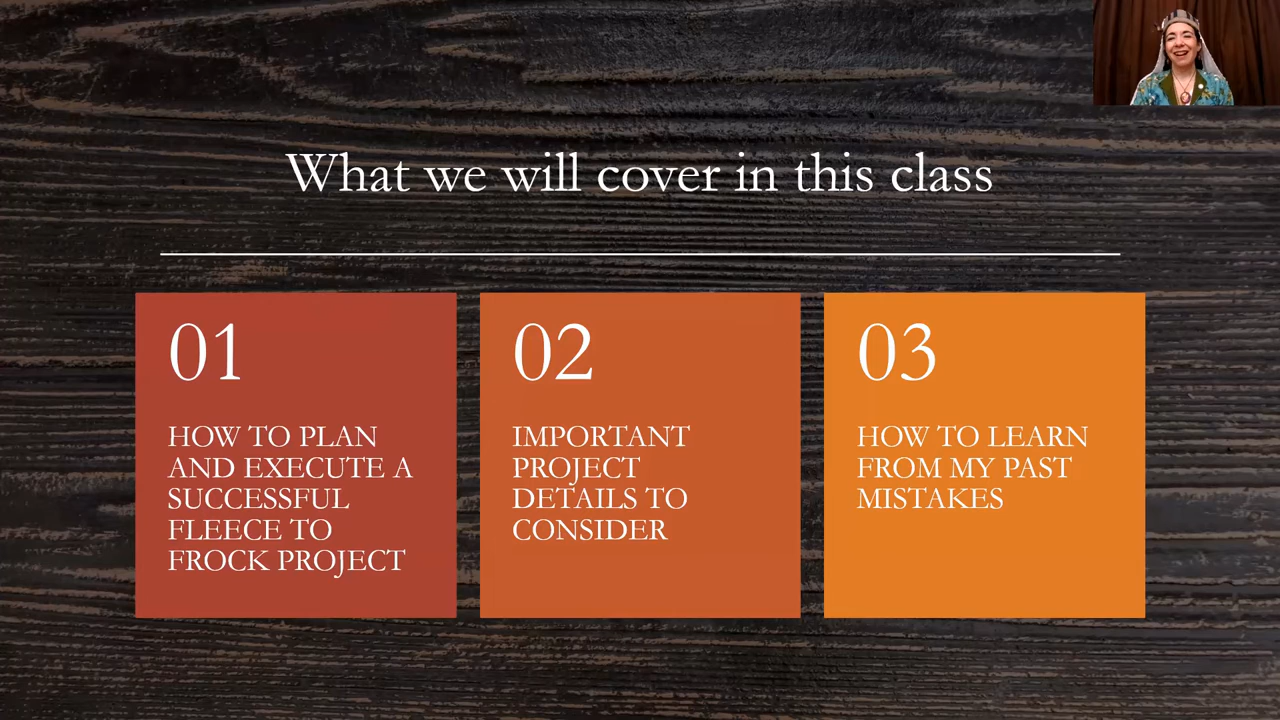 What we will cover in this class
01
HOW TO PLAN
AND EXECUTE A
SUCCESSFUL
FLEECE TO
FROCK PROJECT
02
IMPORTANT
PROJECT
DETAILS TO
CONSIDER
03
HOW TO LEARN
FROM MY PAST
MISTAKES